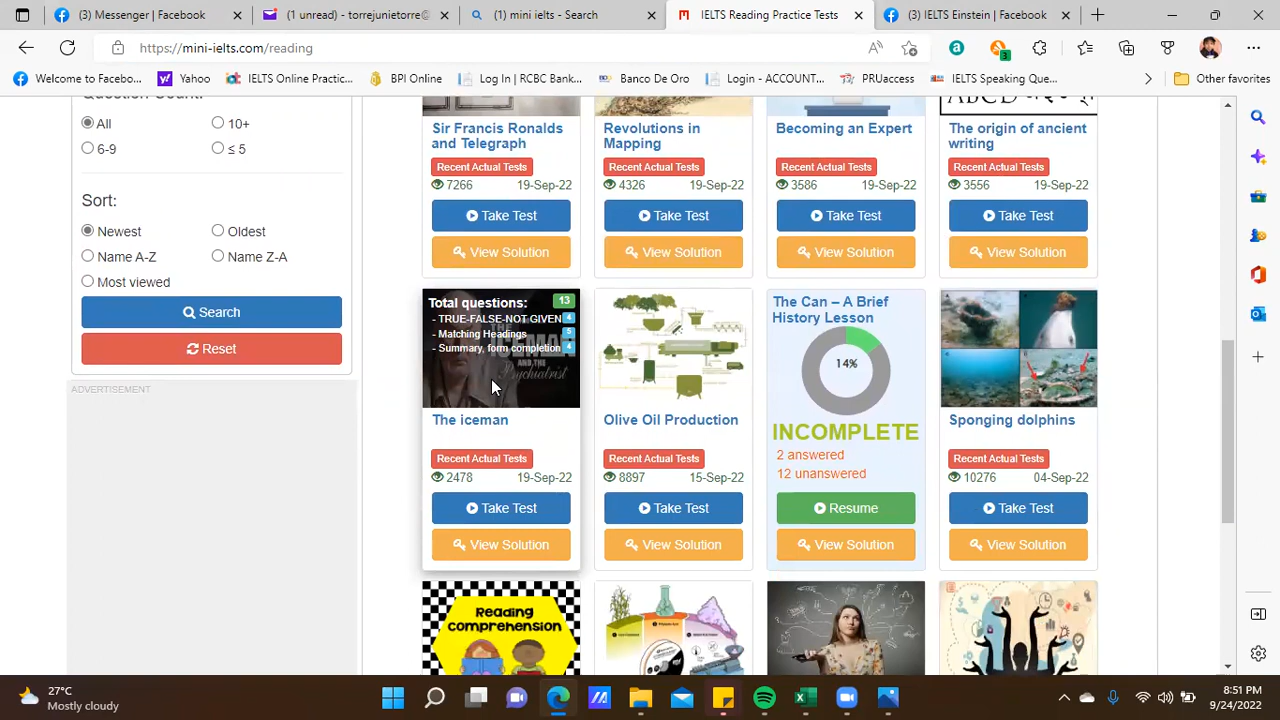 (3) Messenger | Facebook
(1 unread) - torrejunietorre@
(1) mini ielts - Search
IELTS Reading Practice Tests
(3) IELTS Einstein | Facebook
https://mini-ielts.com/reading
Welcome to Facebo...
Yahoo
IELTS Online Practic...
BPI Online
Log In | RCBC Bank...
Banco De Oro
Login - ACCOUNT...
PRUaccess
IELTS Speaking Que...
Other favorites
Question Count:
All
10+
6-9
≤ 5
Sort:
Newest
Oldest
Name A-Z
Name Z-A
Most viewed
Search
Reset
ADVERTISEMENT
Sir Francis Ronalds
and Telegraph
Recent Actual Tests
7266 19-Sep-22
Take Test
View Solution
Revolutions in
Mapping
Recent Actual Tests
4326 19-Sep-22
Take Test
View Solution
Becoming an Expert
Recent Actual Tests
3586 19-Sep-22
Take Test
View Solution
ABCD
The origin of ancient
writing
Recent Actual Tests
3556 19-Sep-22
Take Test
View Solution
Total questions: 13
- TRUE-FALSE-NOT GIVEN 4
- Matching Headings 5
- Summary, form completion 4
THE
ICEMAN
AND THE
Psychiatrist
The iceman
Recent Actual Tests
2478 19-Sep-22
Take Test
View Solution
Olive Oil Production
Recent Actual Tests
8897 15-Sep-22
Take Test
View Solution
The Can – A Brief
History Lesson
14%
INCOMPLETE
2 answered
12 unanswered
Resume
View Solution
Sponging dolphins
Recent Actual Tests
10276 04-Sep-22
Take Test
View Solution
Reading
comprehension
27°C
Mostly cloudy
8:51 PM
9/24/2022